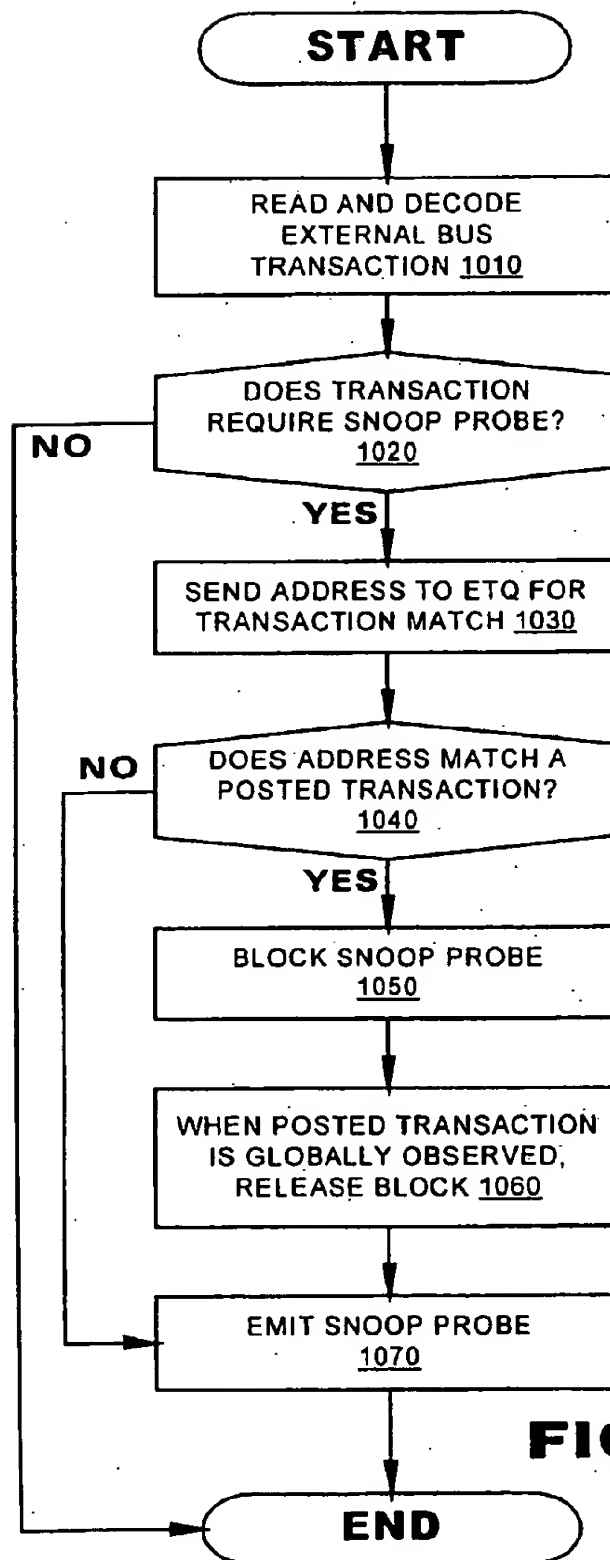 START
READ AND DECODE
EXTERNAL BUS
TRANSACTION 1010
DOES TRANSACTION
REQUIRE SNOOP PROBE?
1020
NO
YES
SEND ADDRESS TO ETQ FOR
TRANSACTION MATCH 1030
DOES ADDRESS MATCH A
POSTED TRANSACTION?
1040
NO
YES
BLOCK SNOOP PROBE
1050
WHEN POSTED TRANSACTION
IS GLOBALLY OBSERVED,
RELEASE BLOCK 1060
EMIT SNOOP PROBE
1070
END